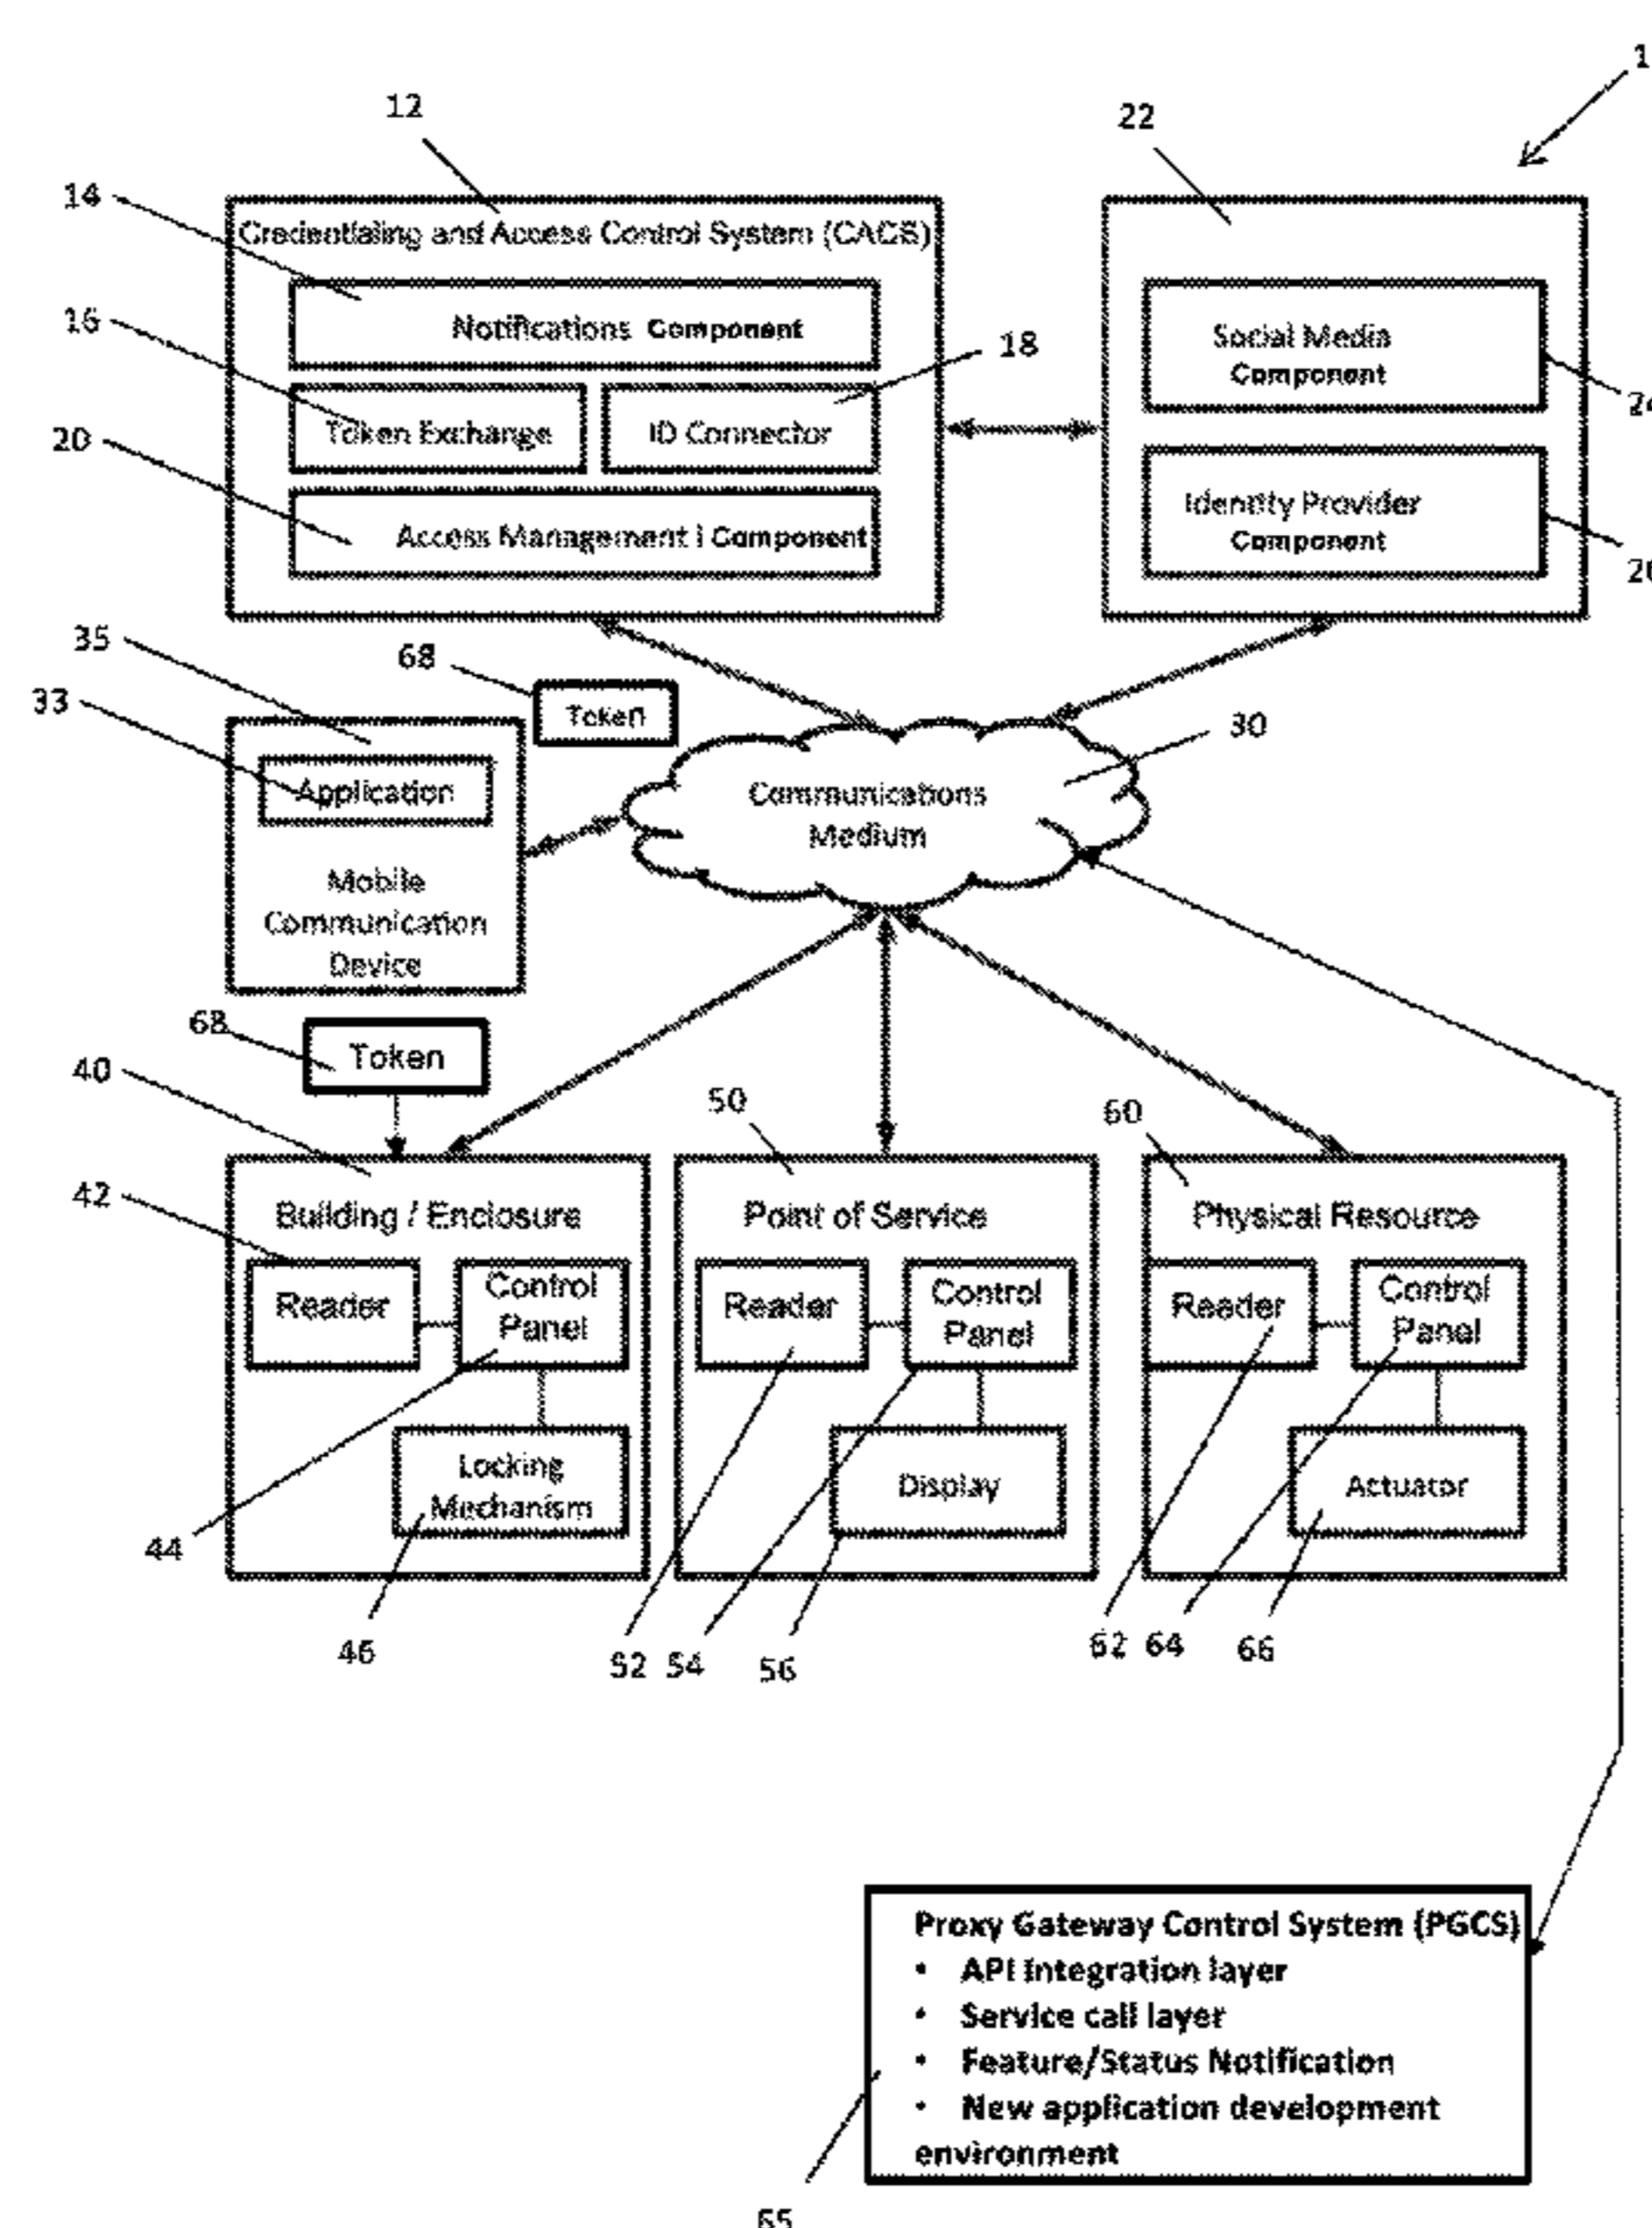 1
12
22
14
Credentialing and Access Control System (CACS)
16
Notifications Component
18
Social Media
Component
24
20
Token Exchange
ID Connector
Identity Provider
Component
26
Access Management | Component
35
68
33
Token
30
Application
Communications
Medium
Mobile
Communication
Device
68
Token
40
50
60
42
Building / Enclosure
Point of Service
Physical Resource
Reader
Control
Panel
Reader
Control
Panel
Reader
Control
Panel
Locking
Mechanism
Display
Actuator
44
46
52
54
56
62
64
66
Proxy Gateway Control System (PGCS)
• API Integration layer
• Service call layer
• Feature/Status Notification
• New application development
environment
65